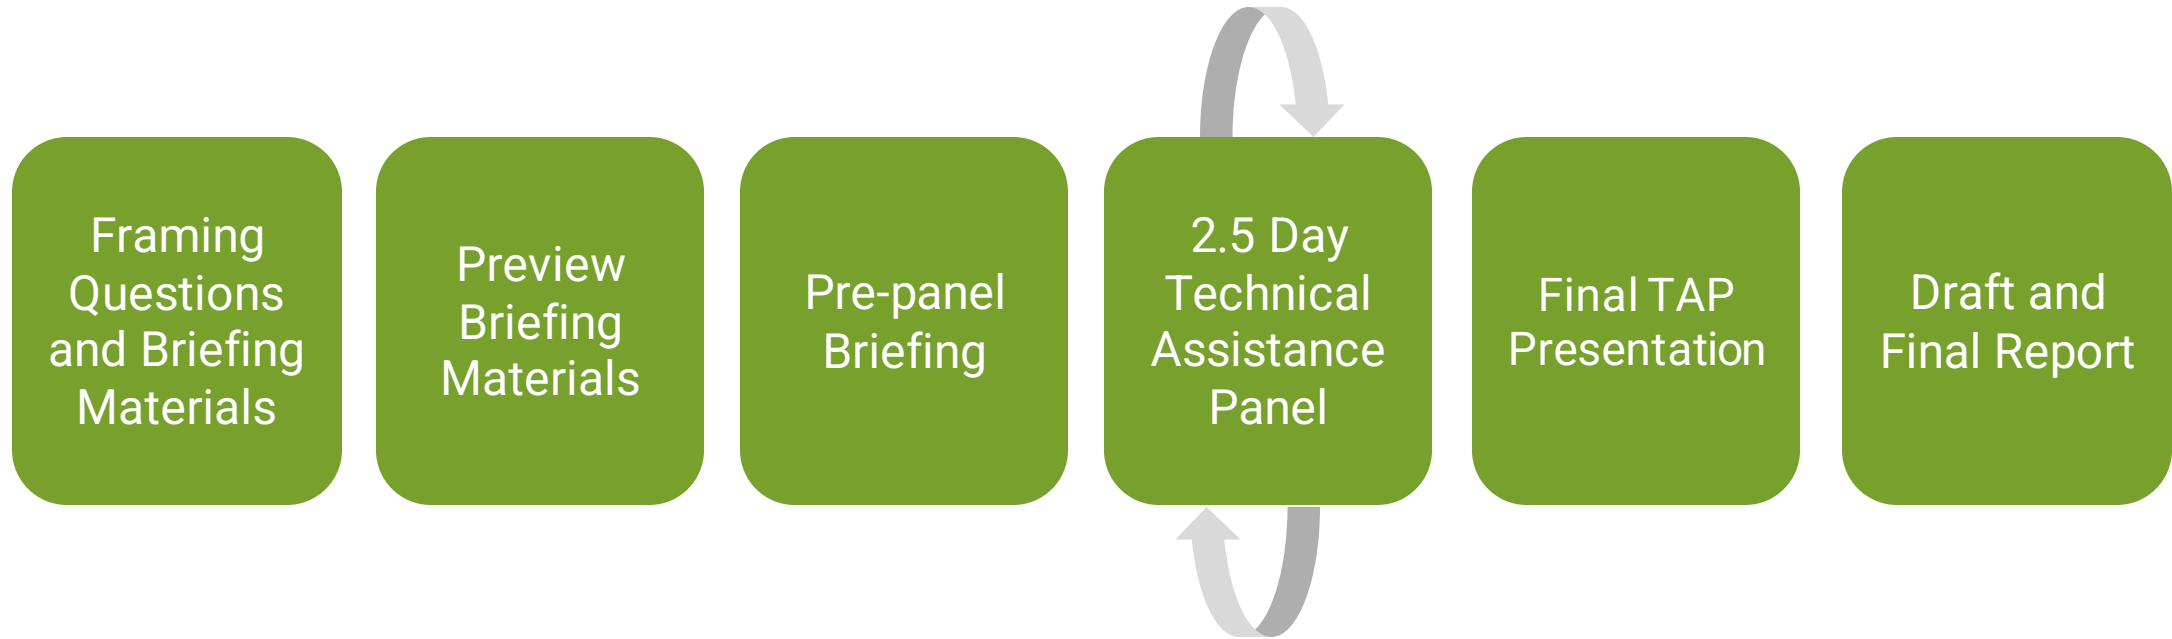 Framing
Questions
and Briefing
Materials
Preview
Briefing
Materials
Pre-panel
Briefing
2.5 Day
Technical
Assistance
Panel
Final TAP
Presentation
Draft and
Final Report